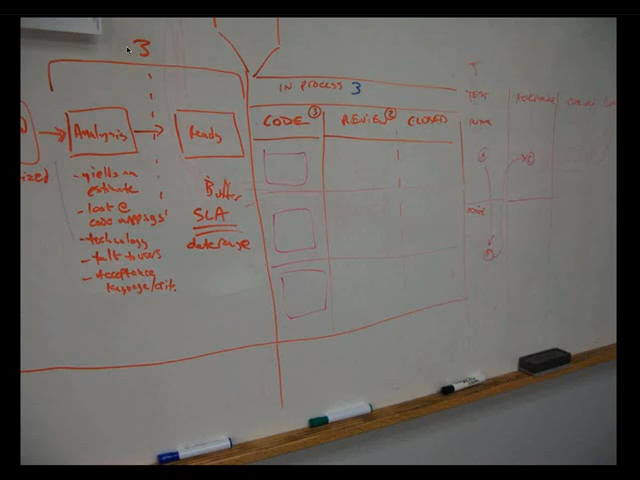 3
IN PROCESS 3
Analysis
Ready
CODE 3
REVIEW 2
CLOSED
TEST
- yields an
estimate
- look @
code mappings
- technology
- talk to users
- Acceptance
language/crit.
Buffer
SLA
date range